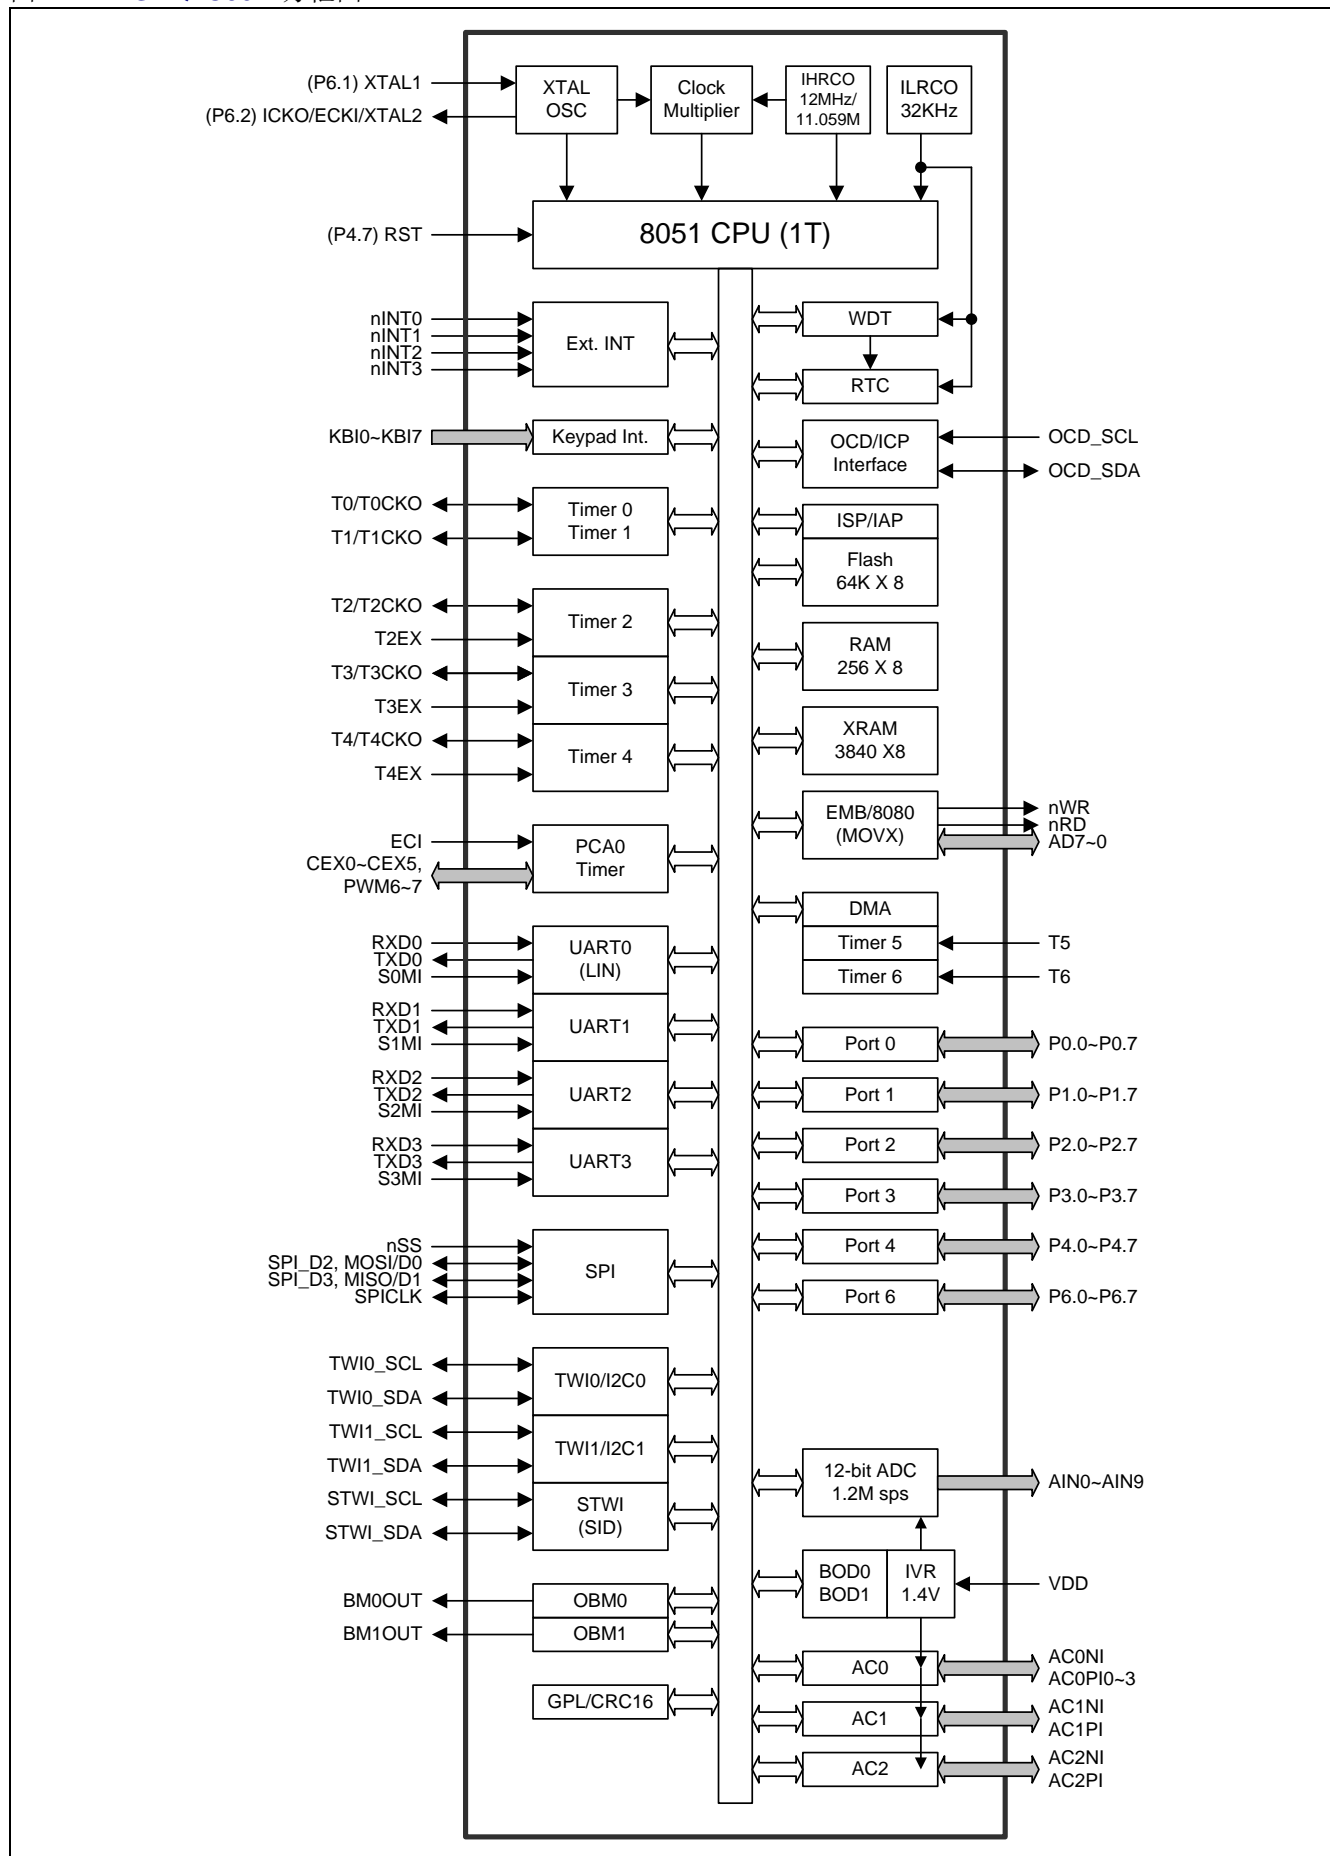 (P6.1) XTAL1
(P6.2) ICKO/ECKI/XTAL2
XTAL
OSC
Clock
Multiplier
IHRCO
12MHz/
11.059M
ILRCO
32KHz
(P4.7) RST
8051 CPU (1T)
nINT0
nINT1
nINT2
nINT3
Ext. INT
WDT
RTC
KBI0~KBI7
Keypad Int.
OCD/ICP
Interface
OCD_SCL
OCD_SDA
T0/T0CKO
T1/T1CKO
Timer 0
Timer 1
ISP/IAP
Flash
64K X 8
T2/T2CKO
T2EX
Timer 2
RAM
256 X 8
T3/T3CKO
T3EX
Timer 3
T4/T4CKO
T4EX
Timer 4
XRAM
3840 X8
EMB/8080
(MOVX)
nWR
nRD
AD7~0
ECI
CEX0~CEX5,
PWM6~7
PCA0
Timer
DMA
Timer 5
Timer 6
T5
T6
RXD0
TXD0
S0MI
UART0
(LIN)
RXD1
TXD1
S1MI
UART1
RXD2
TXD2
S2MI
UART2
RXD3
TXD3
S3MI
UART3
Port 0
P0.0~P0.7
Port 1
P1.0~P1.7
Port 2
P2.0~P2.7
Port 3
P3.0~P3.7
Port 4
P4.0~P4.7
Port 6
P6.0~P6.7
nSS
SPI_D2, MOSI/D0
SPI_D3, MISO/D1
SPICLK
SPI
TWI0_SCL
TWI0_SDA
TWI0/I2C0
TWI1_SCL
TWI1_SDA
TWI1/I2C1
STWI_SCL
STWI_SDA
STWI
(SID)
12-bit ADC
1.2M sps
AIN0~AIN9
BOD0
BOD1
IVR
1.4V
VDD
BM0OUT
OBM0
BM1OUT
OBM1
GPL/CRC16
AC0
AC0NI
AC0PI0~3
AC1
AC1NI
AC1PI
AC2
AC2NI
AC2PI